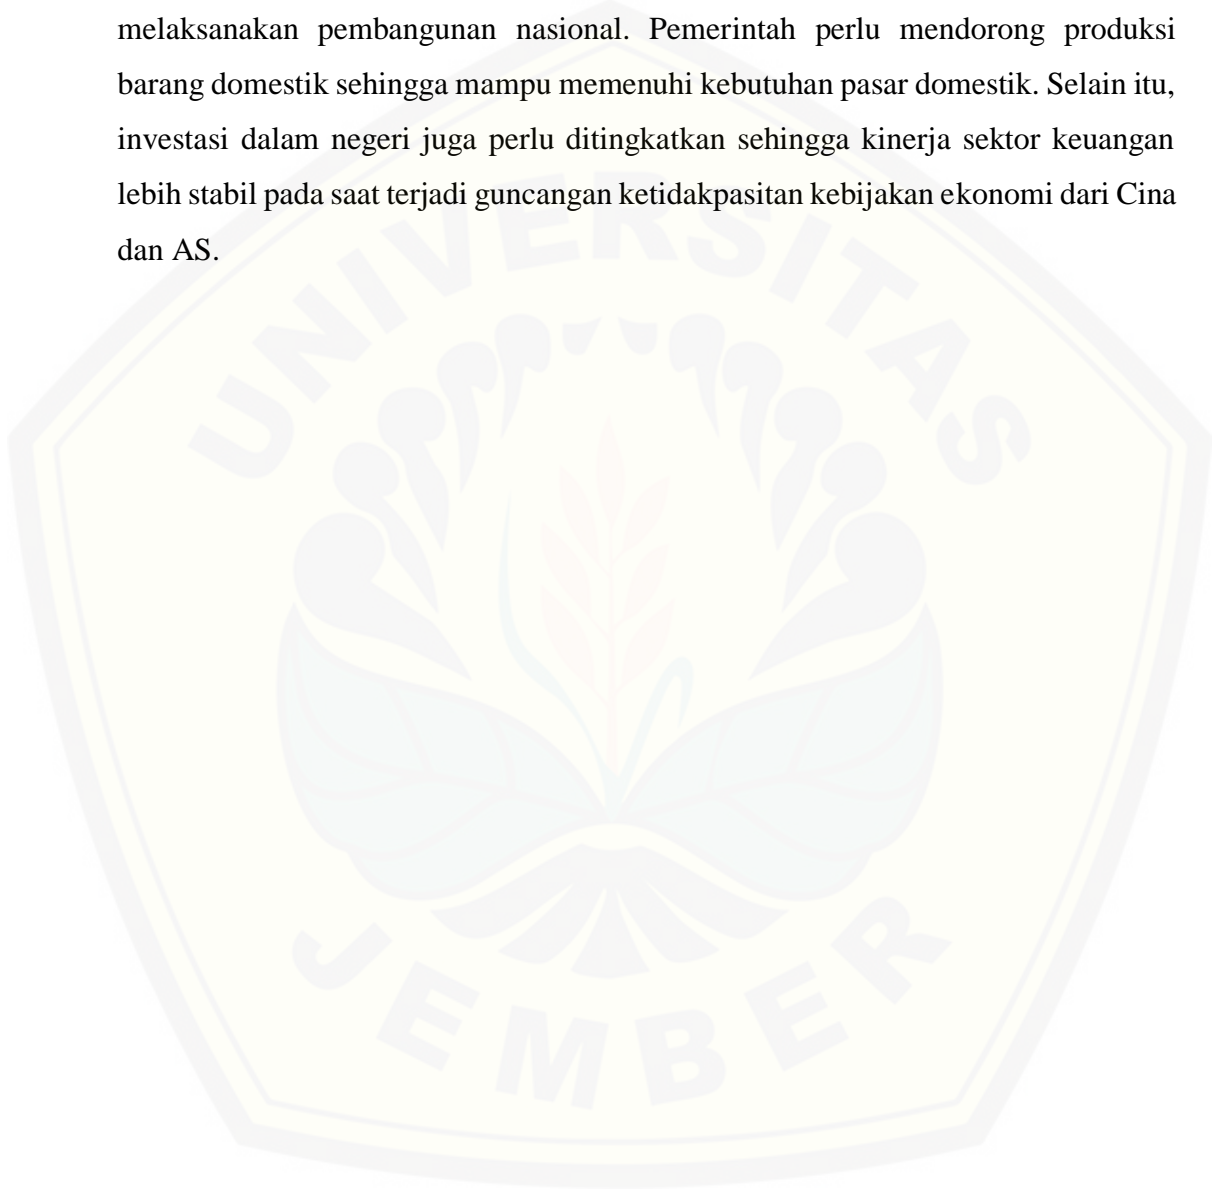 melaksanakan pembangunan nasional. Pemerintah perlu mendorong produksi
barang domestik sehingga mampu memenuhi kebutuhan pasar domestik. Selain itu,
investasi dalam negeri juga perlu ditingkatkan sehingga kinerja sektor keuangan
lebih stabil pada saat terjadi guncangan ketidakpasitan kebijakan ekonomi dari Cina
dan AS.
UNIVERSITAS
JEMBER